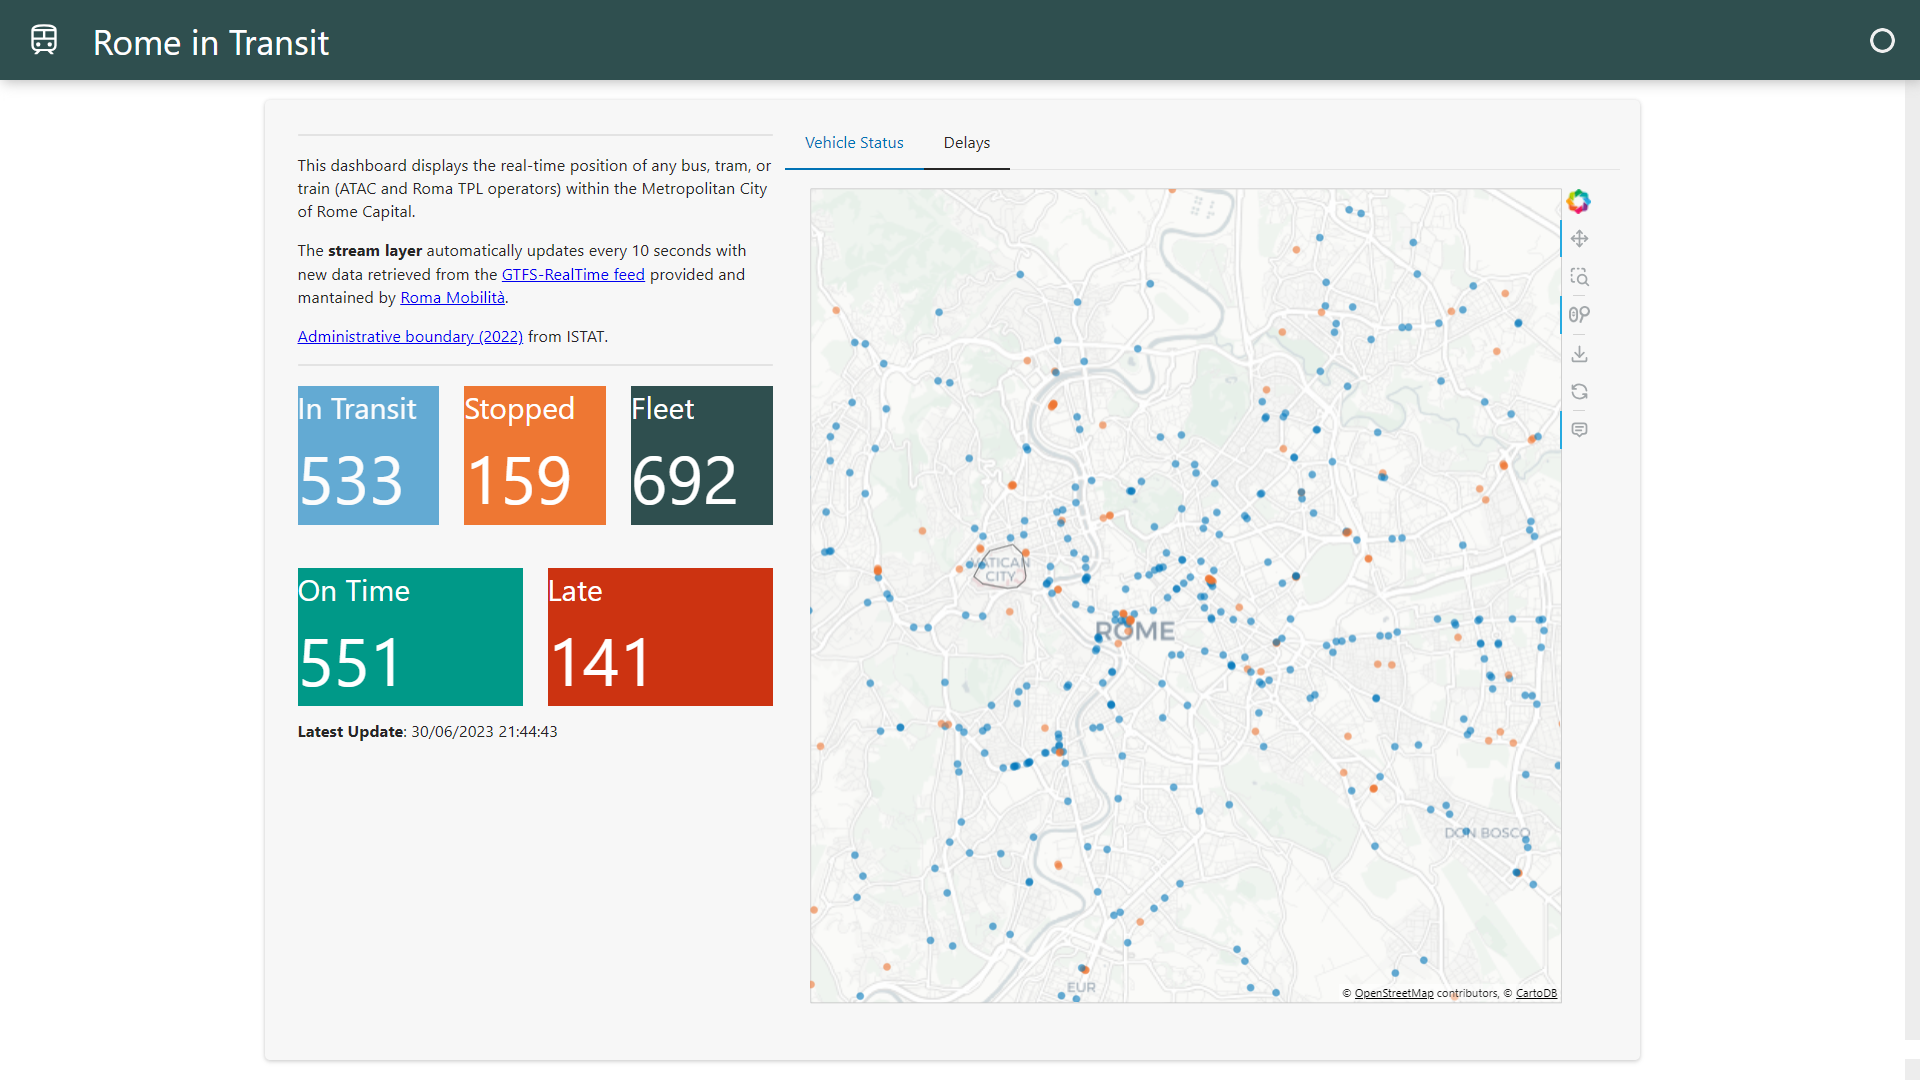 Rome in Transit
This dashboard displays the real-time position of any bus, tram, or
train (ATAC and Roma TPL operators) within the Metropolitan City
of Rome Capital.
The stream layer automatically updates every 10 seconds with
new data retrieved from the GTFS-RealTime feed provided and
mantained by Roma Mobilità.
Administrative boundary (2022) from ISTAT.
In Transit
533
Stopped
159
Fleet
692
On Time
551
Late
141
Latest Update: 30/06/2023 21:44:43
Vehicle Status
Delays
VATICAN
CITY
ROME
DON BOSCO
EUR
© OpenStreetMap contributors, © CartoDB